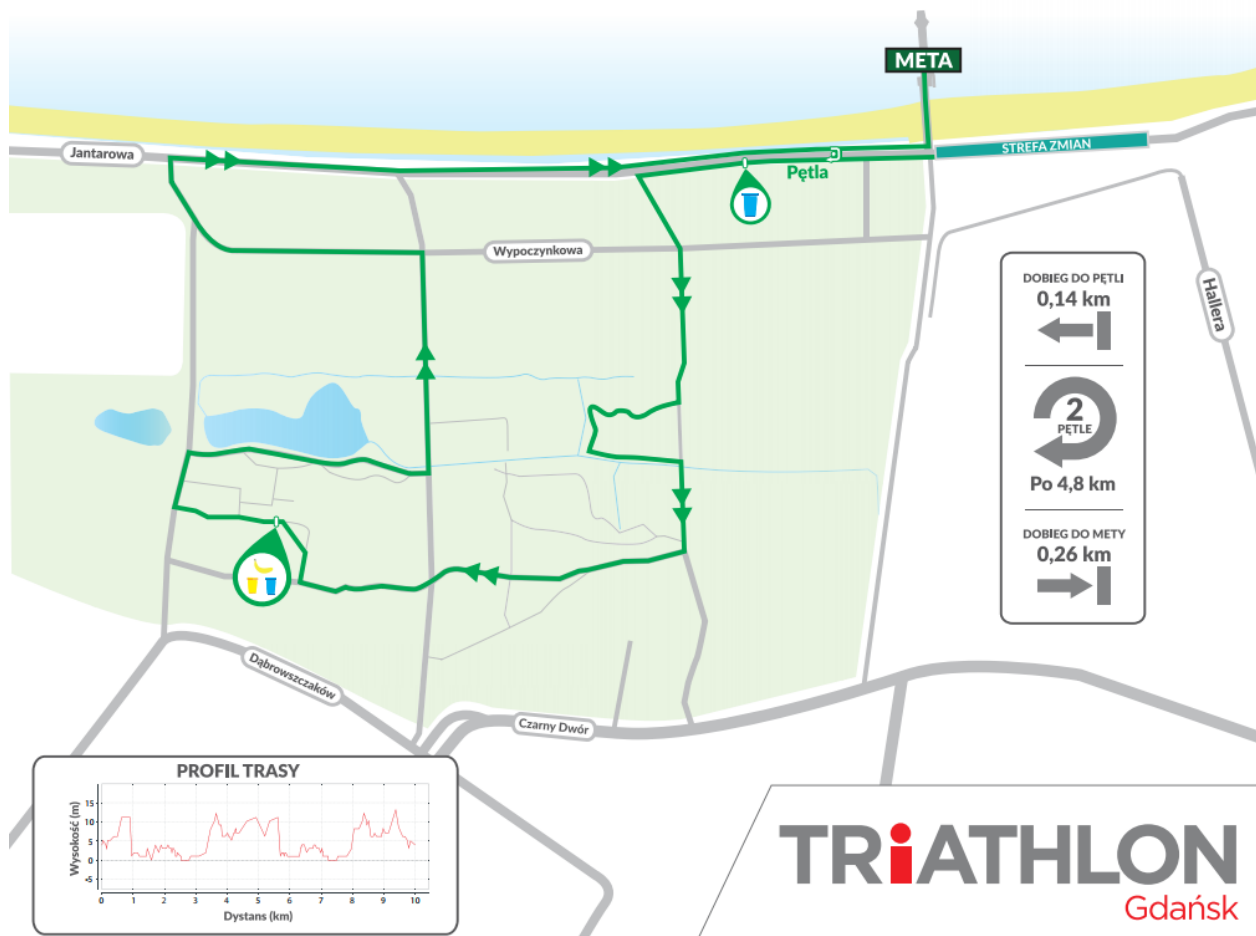 META
Jantarowa
STREFA ZMIAN
Pętla
Wypoczynkowa
Hallera
DOBIEG DO PĘTLI
0,14 km
2
PĘTLE
Po 4,8 km
DOBIEG DO METY
0,26 km
Dąbrowszczaków
Czarny Dwór
PROFIL TRASY
Wysokość (m)
15
10
5
0
-5
0 1 2 3 4 5 6 7 8 9 10
Dystans (km)
TRiATHLON
Gdańsk